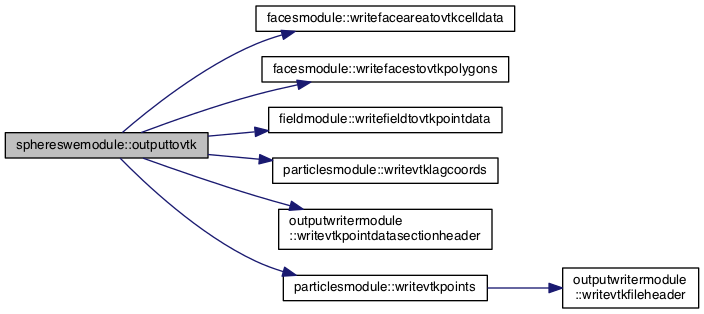 facesmodule::writefaceareatovtkcelldata
facesmodule::writefacestovtkpolygons
fieldmodule::writefieldtovtkpointdata
sphereswemodule::outputtovtk
particlesmodule::writevtklagcoords
outputwritermodule
::writevtkpointdatasectionheader
particlesmodule::writevtkpoints
outputwritermodule
::writevtkfileheader